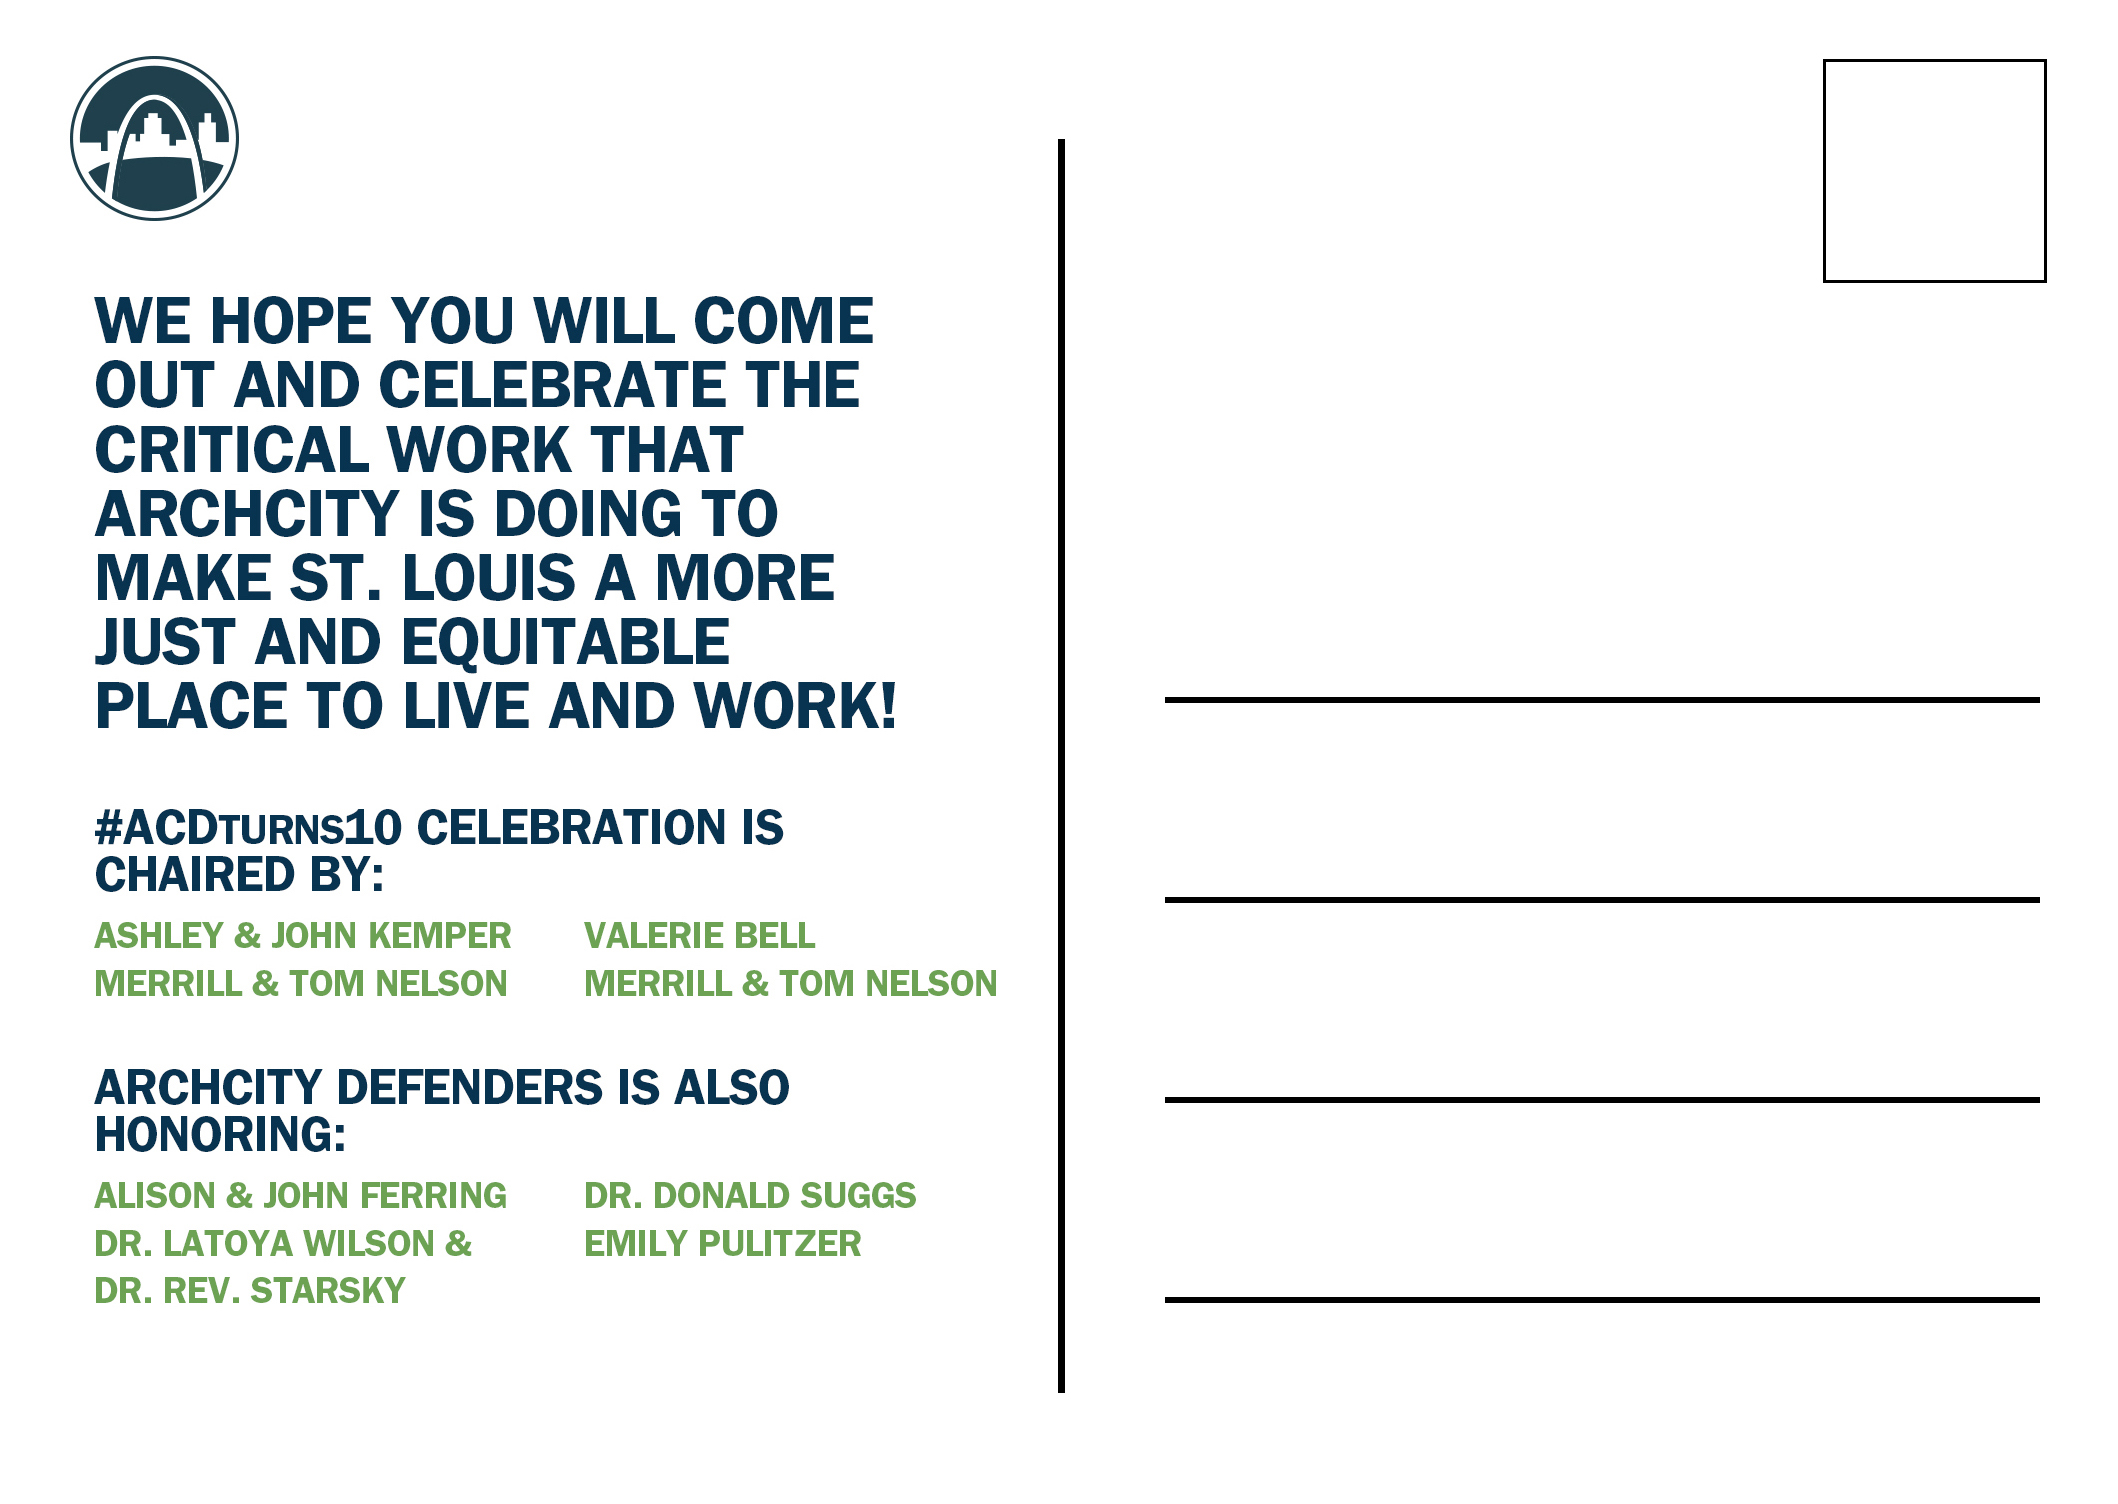 WE HOPE YOU WILL COME
OUT AND CELEBRATE THE
CRITICAL WORK THAT
ARCHCITY IS DOING TO
MAKE ST. LOUIS A MORE
JUST AND EQUITABLE
PLACE TO LIVE AND WORK!
#ACDTURNS10 CELEBRATION IS
CHAIRED BY:
ASHLEY & JOHN KEMPER
MERRILL & TOM NELSON
VALERIE BELL
MERRILL & TOM NELSON
ARCHCITY DEFENDERS IS ALSO
HONORING:
ALISON & JOHN FERRING
DR. LATOYA WILSON &
DR. REV. STARSKY
DR. DONALD SUGGS
EMILY PULITZER